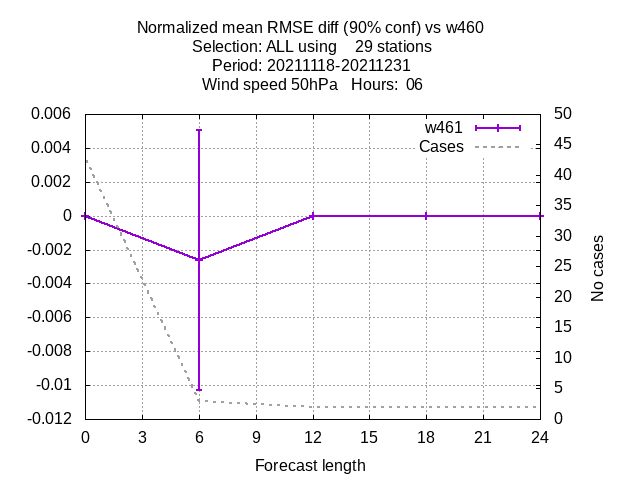 Normalized mean RMSE diff (90% conf) vs w460
Selection: ALL using    29 stations
Period: 20211118-20211231
Wind speed 50hPa   Hours:  06
w461
Cases
0.006
0.004
0.002
0
-0.002
-0.004
-0.006
-0.008
-0.01
-0.012
50
45
40
35
30
25
20
15
10
5
0
No cases
0 3 6 9 12 15 18 21 24
Forecast length